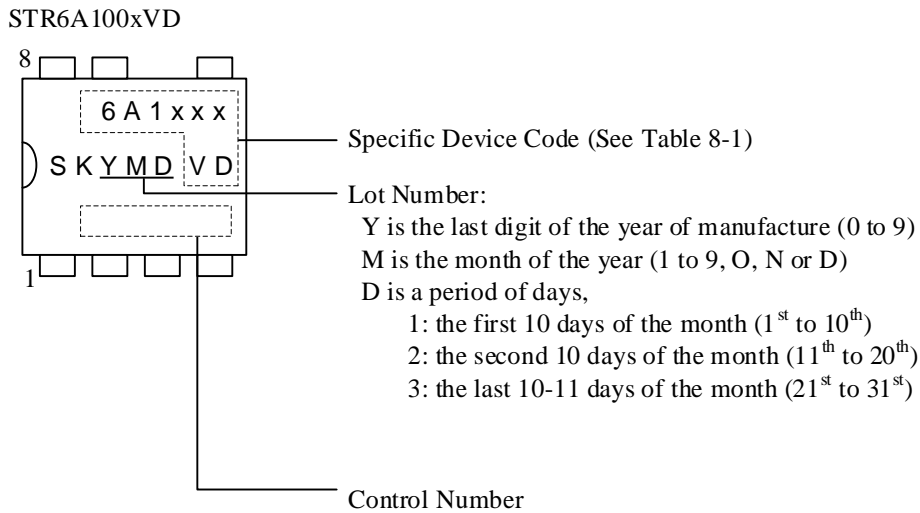 STR6A100xVD
8
6 A 1 x x x
S K Y M D V D
1
Specific Device Code (See Table 8-1)
Lot Number:
Y is the last digit of the year of manufacture (0 to 9)
M is the month of the year (1 to 9, O, N or D)
D is a period of days,
1: the first 10 days of the month (1st to 10th)
2: the second 10 days of the month (11th to 20th)
3: the last 10-11 days of the month (21st to 31st)
Control Number